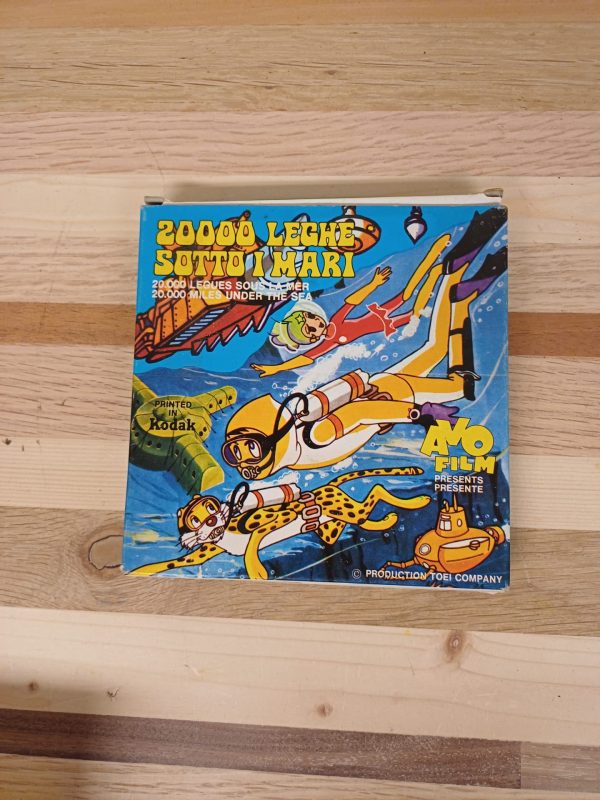 20000 LEGHE
SOTTO I MARI
20.000 LEGUES SOUS LA MER
20.000 MILES UNDER THE SEA
PRINTED
IN
Kodak
AVO
FILM
PRESENTS
PRESENTE
© PRODUCTION TOEI COMPANY